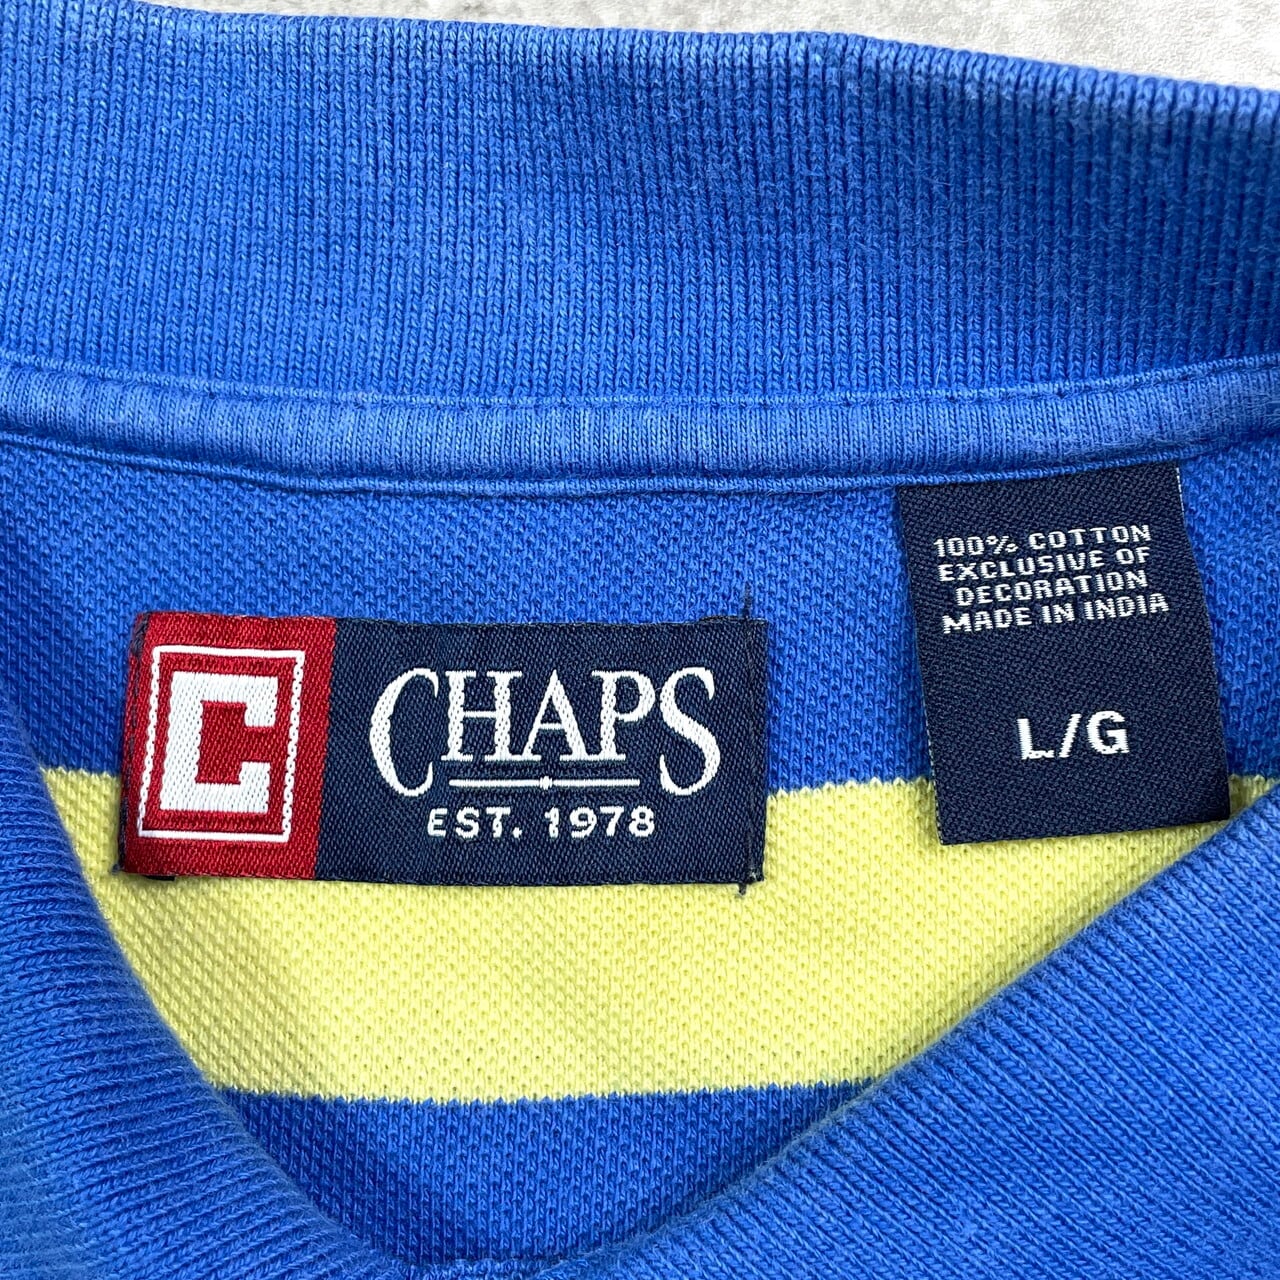 C
CHAPS
EST. 1978
100% COTTON
EXCLUSIVE OF
DECORATION
MADE IN INDIA
L/G